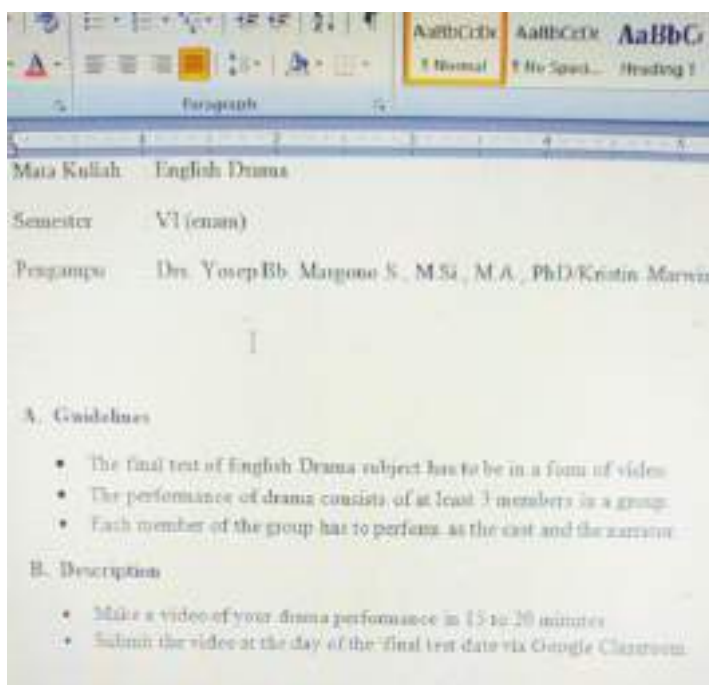 AaBbCcDc AaBbCcDc AaBbC
¶ Normal ¶ No Spaci... Heading 1
Paragraph
Mata Kuliah English Drama
Semester VI (enam)
Pengampu Drs. Yosep Bb. Margono S., M.Si., M.A., PhD/Kristin Marwi
A. Guidelines
• The final test of English Drama subject has to be in a form of video
• The performance of drama consists of at least 3 members in a group.
• Each member of the group has to perform as the cast and the narrator.
B. Description
• Make a video of your drama performance in 15 to 20 minutes
• Submit the video at the day of the final test date via Google Classroom.